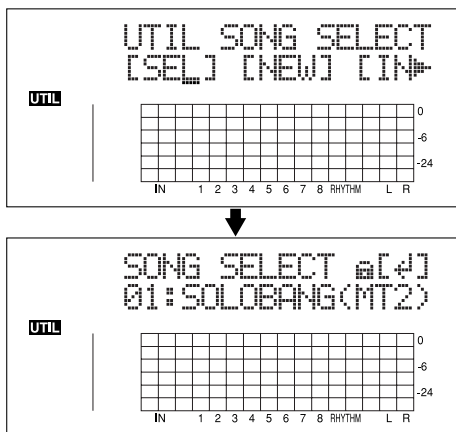 UTIL SONG SELECT
[SEL] [NEW] [IN▶
UTIL
0
-6
-24
IN 1 2 3 4 5 6 7 8 RHYTHM L R
SONG SELECT [↵]
01:SOLOBANG(MT2)
UTIL
0
-6
-24
IN 1 2 3 4 5 6 7 8 RHYTHM L R